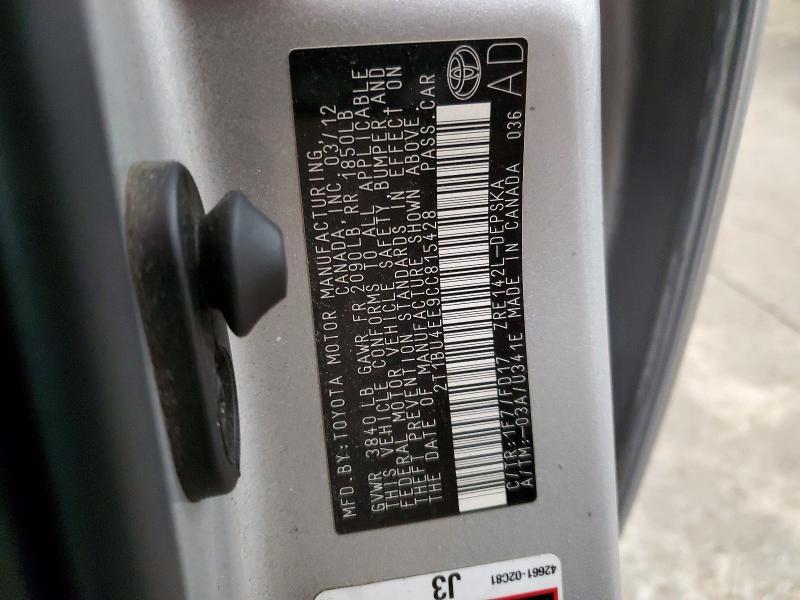 MFD.BY:TOYOTA MOTOR MANUFACTURING,
CANADA, INC. 03/12
GVWR 3840LB GAWR FR 2090LB, RR 1850LB
THIS VEHICLE CONFORMS TO ALL APPLICABLE
FEDERAL MOTOR VEHICLE SAFETY, BUMPER,AND
THEFT PREVENTION STANDARDS IN EFFECT ON
THE DATE OF MANUFACTURE SHOWN ABOVE.
2T1BU4EE9CC815428 PASS.CAR
C/TR:1F7/FD17 ZRE142L-DEPSKA
A/TM:-03A/U341E MADE IN CANADA 036
AD
42661-02C81
J3